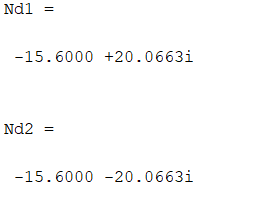 Nd1 =
-15.6000 +20.0663i
Nd2 =
-15.6000 -20.0663i